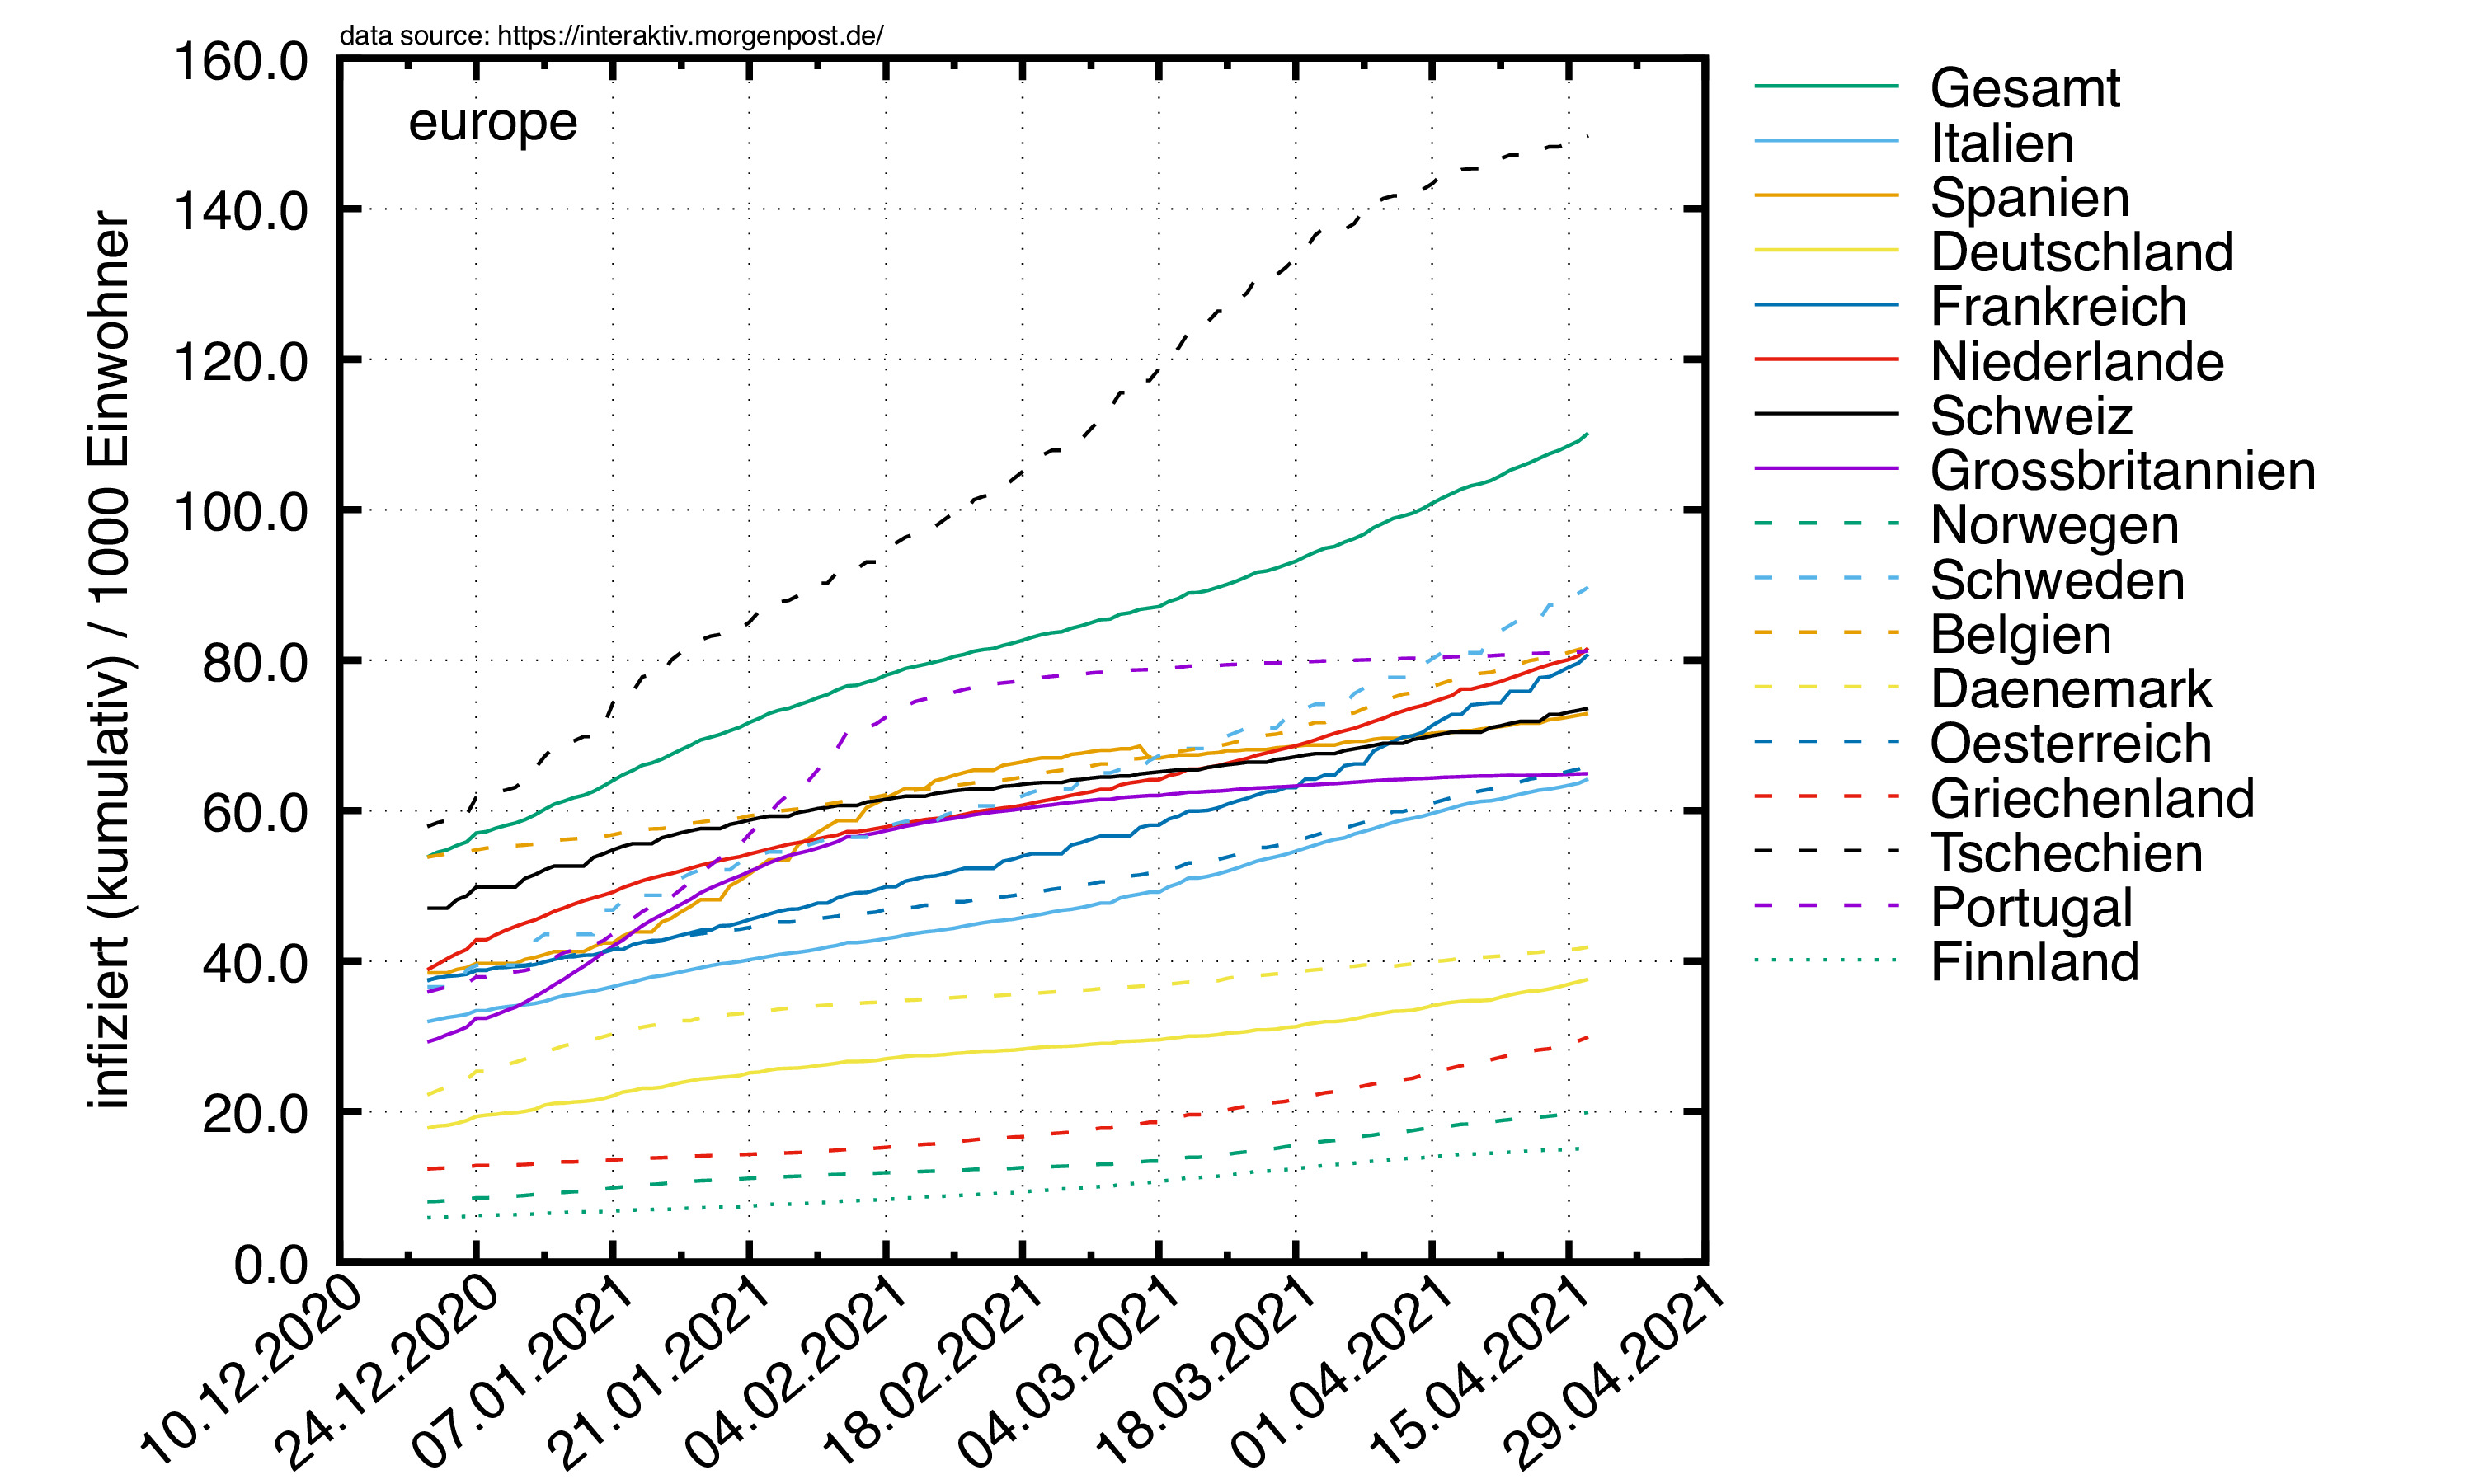 data source: https://interaktiv.morgenpost.de/
europe
infiziert (kumulativ) / 1000 Einwohner
160.0
140.0
120.0
100.0
80.0
60.0
40.0
20.0
0.0
10.12.2020
24.12.2020
07.01.2021
21.01.2021
04.02.2021
18.02.2021
04.03.2021
18.03.2021
01.04.2021
15.04.2021
29.04.2021
Gesamt
Italien
Spanien
Deutschland
Frankreich
Niederlande
Schweiz
Grossbritannien
Norwegen
Schweden
Belgien
Daenemark
Oesterreich
Griechenland
Tschechien
Portugal
Finnland